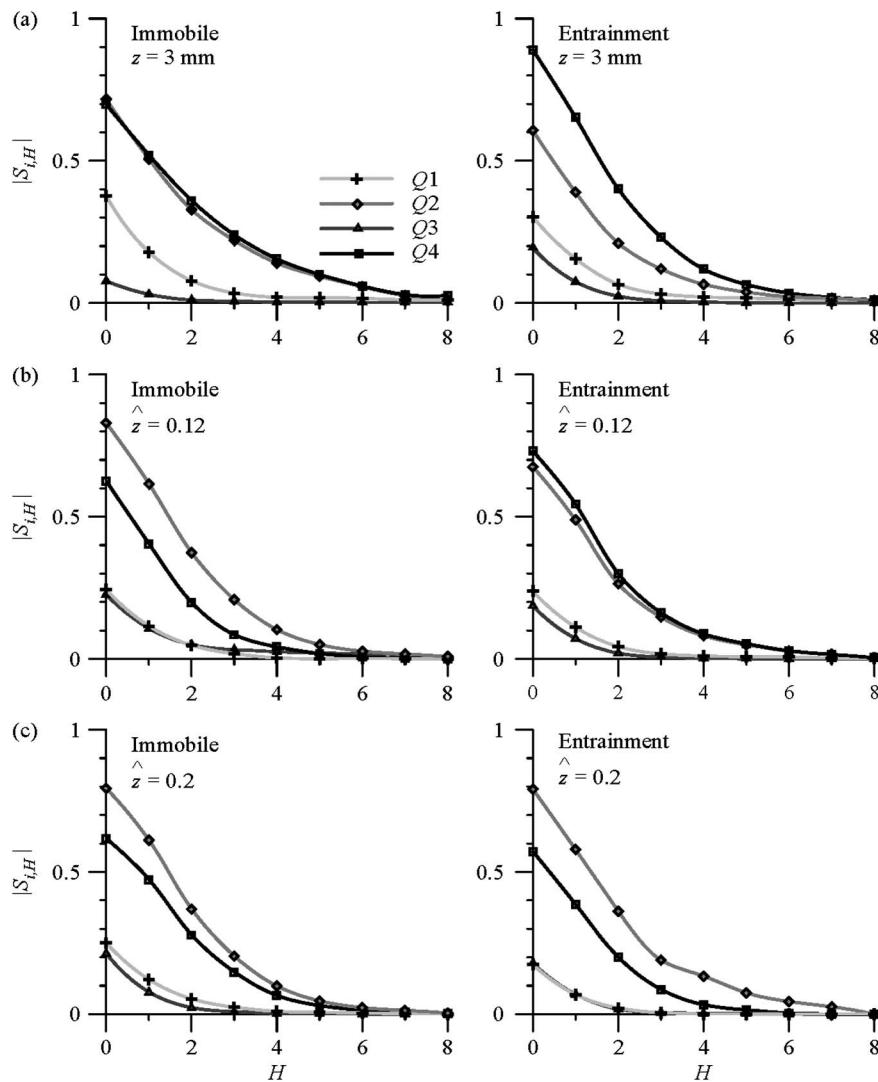 (a)
1
0.5
0
|S_{i,H}|
Immobile
z = 3 mm
Q1
Q2
Q3
Q4
0 2 4 6 8
1
0.5
0
Entrainment
z = 3 mm
0 2 4 6 8
(b)
1
0.5
0
|S_{i,H}|
Immobile
ẑ = 0.12
0 2 4 6 8
1
0.5
0
Entrainment
ẑ = 0.12
0 2 4 6 8
(c)
1
0.5
0
|S_{i,H}|
Immobile
ẑ = 0.2
0 2 4 6 8
H
1
0.5
0
Entrainment
ẑ = 0.2
0 2 4 6 8
H